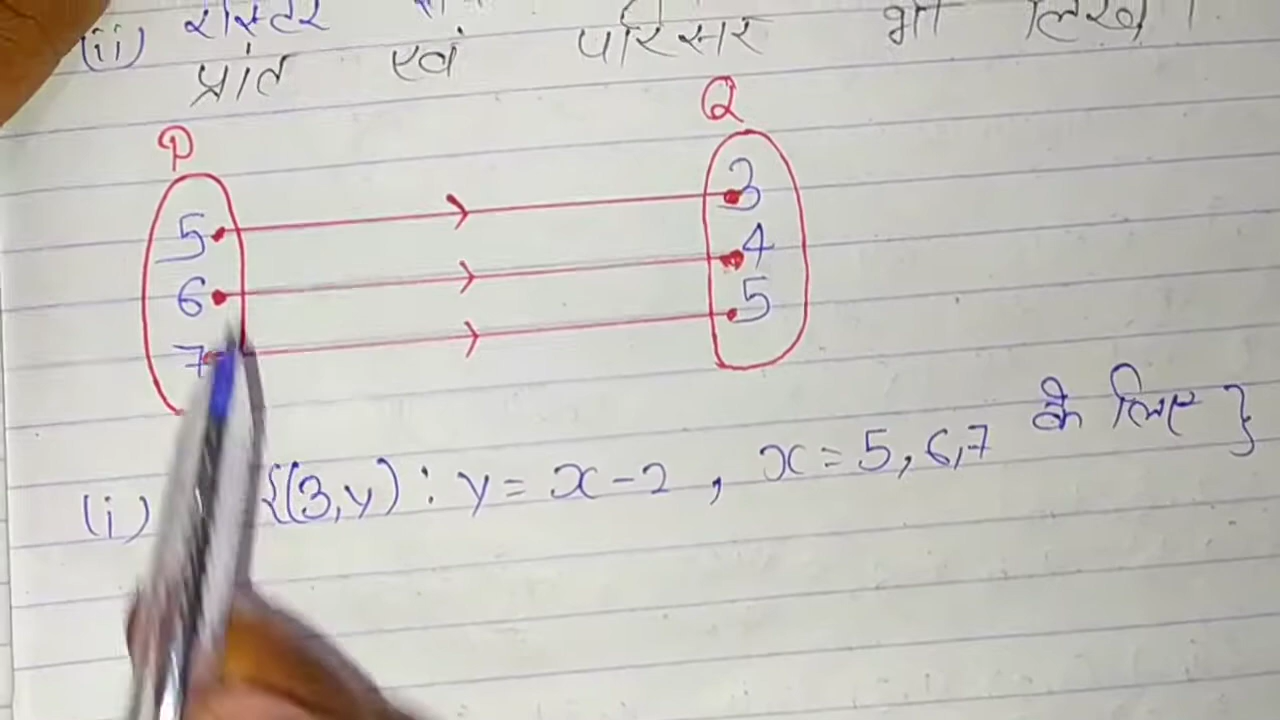 (ii) रोस्टर
प्रांत एवं परिसर भी लिखें।
P Q
5 3
6 4
7 5
(i) {(3,y) : y = x-2, x = 5,6,7 के लिए }